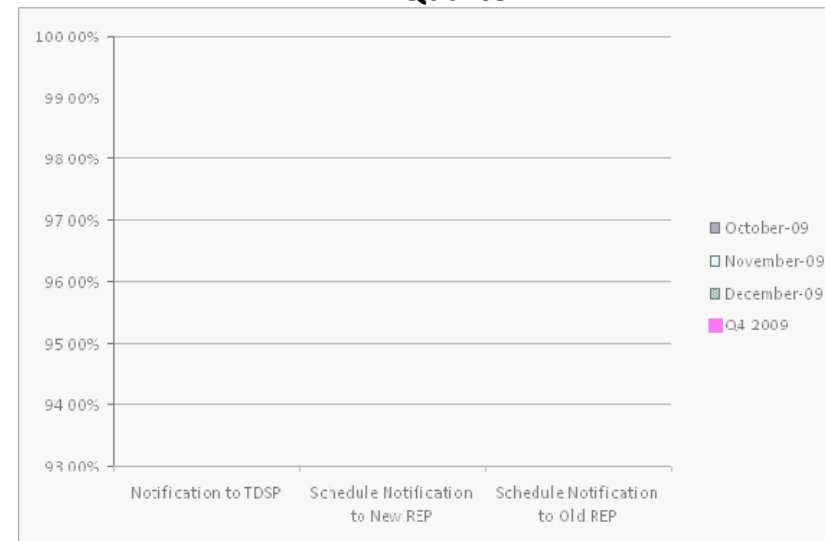 100.00%
99.00%
98.00%
97.00%
96.00%
95.00%
94.00%
93.00%
Notification to TDSP
Schedule Notification
to New REP
Schedule Notification
to Old REP
October-09
November-09
December-09
Q4 2009